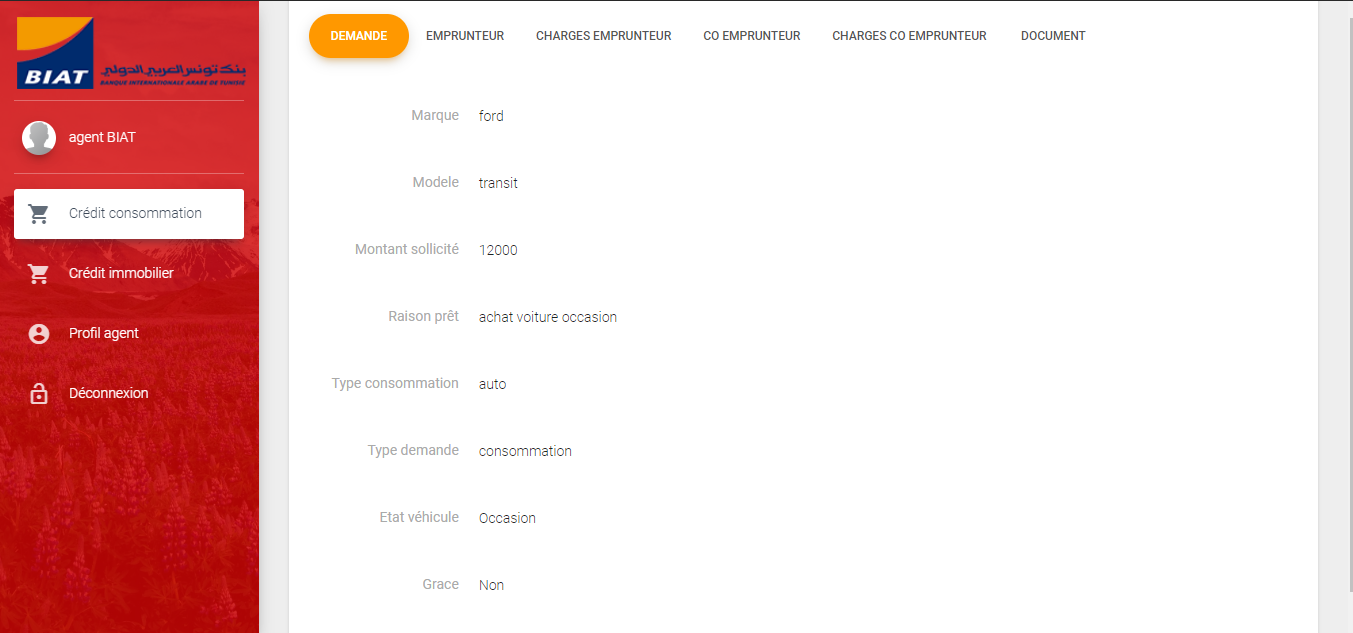 BIAT
بنك تونس العربي الدولي
BANQUE INTERNATIONALE ARABE DE TUNISIE
agent BIAT
Crédit consommation
Crédit immobilier
Profil agent
Déconnexion
DEMANDE EMPRUNTEUR CHARGES EMPRUNTEUR CO EMPRUNTEUR CHARGES CO EMPRUNTEUR DOCUMENT
Marque ford
Modele transit
Montant sollicité 12000
Raison prêt achat voiture occasion
Type consommation auto
Type demande consommation
Etat véhicule Occasion
Grace Non